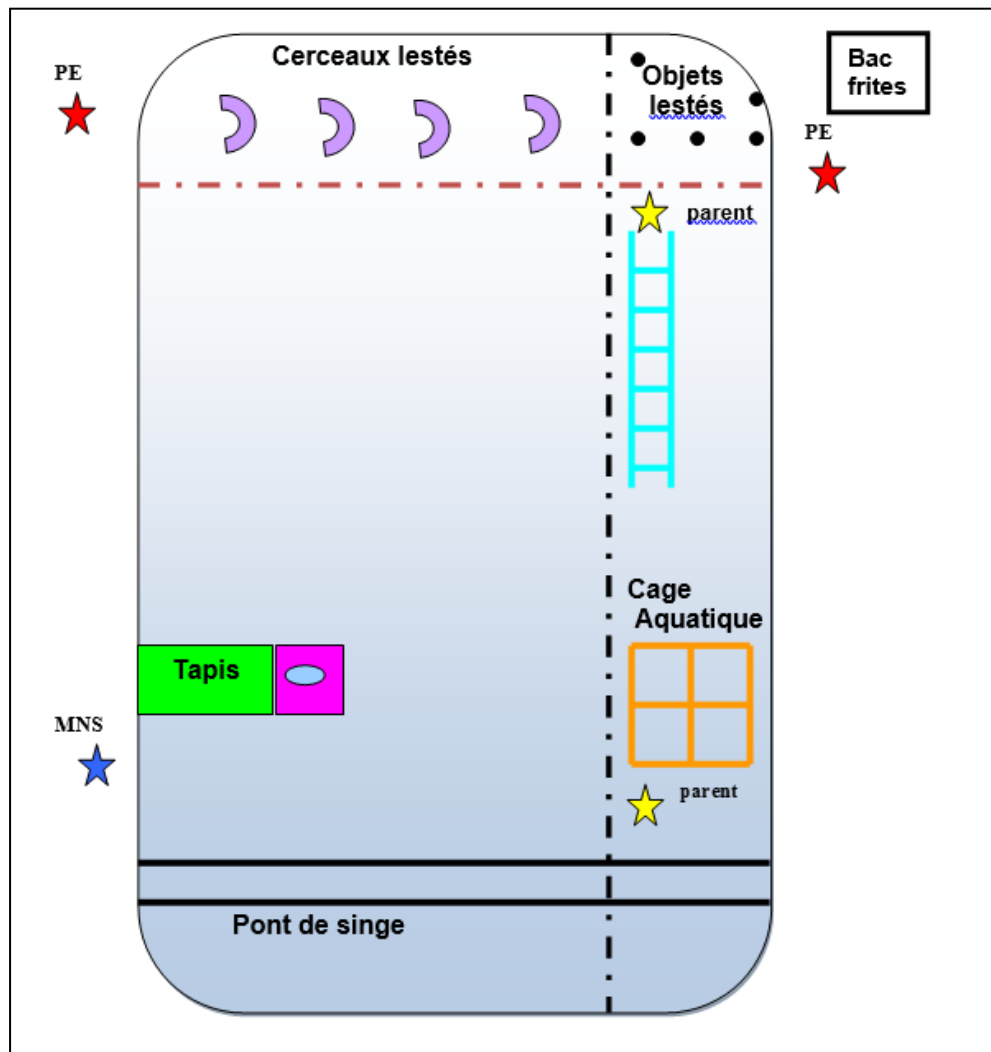 Cerceaux lestés
PE
Objets
lestés
Bac
frites
PE
parent
Cage
Aquatique
Tapis
MNS
parent
Pont de singe